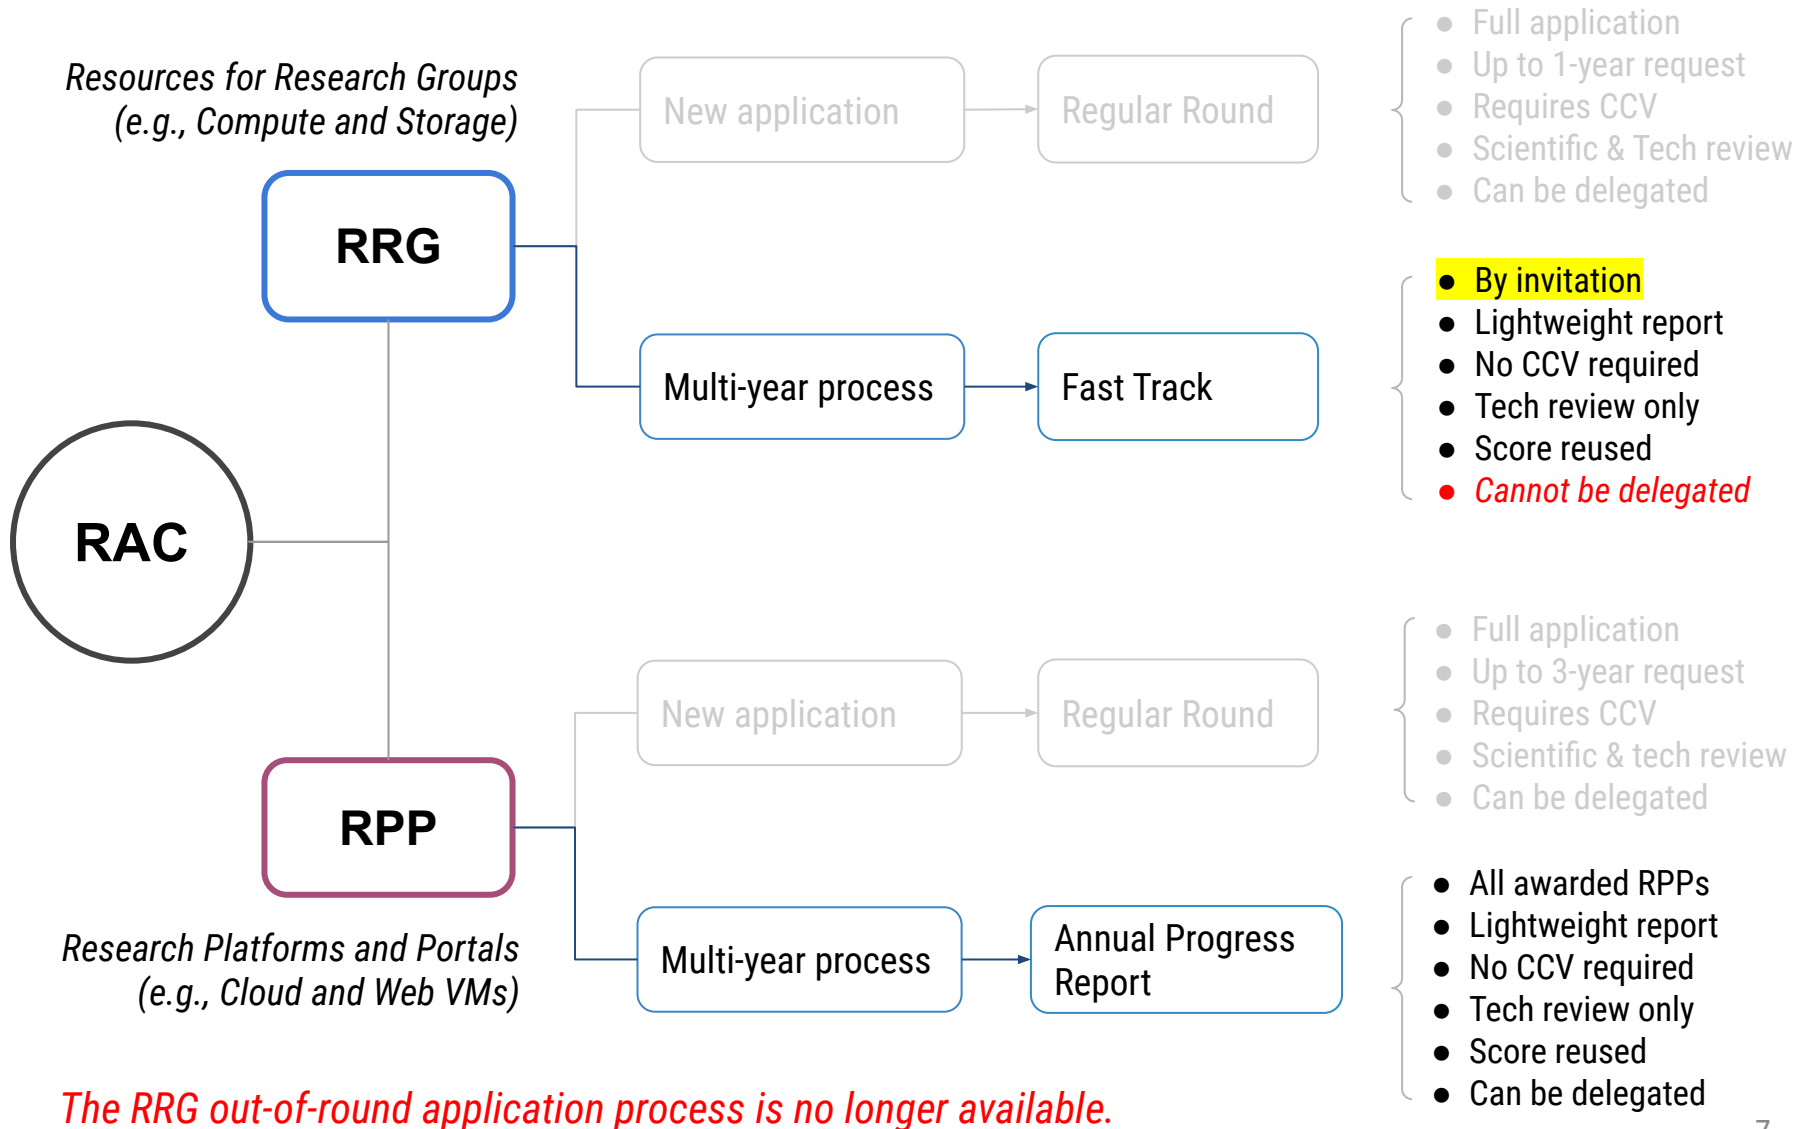 Resources for Research Groups
(e.g., Compute and Storage)
RRG
New application
Regular Round
● Full application
● Up to 1-year request
● Requires CCV
● Scientific & Tech review
● Can be delegated
Multi-year process
Fast Track
● By invitation
● Lightweight report
● No CCV required
● Tech review only
● Score reused
● Cannot be delegated
RAC
RPP
Research Platforms and Portals
(e.g., Cloud and Web VMs)
New application
Regular Round
● Full application
● Up to 3-year request
● Requires CCV
● Scientific & tech review
● Can be delegated
Multi-year process
Annual Progress
Report
● All awarded RPPs
● Lightweight report
● No CCV required
● Tech review only
● Score reused
● Can be delegated
The RRG out-of-round application process is no longer available.
7